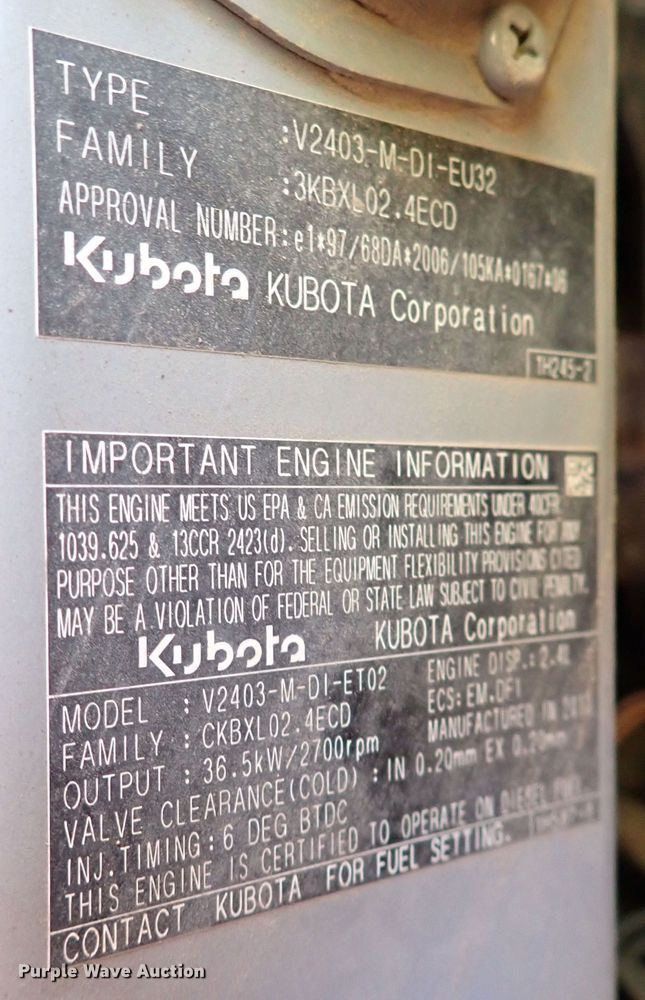 TYPE :V2403-M-DI-EU32
FAMILY :3KBXL02.4ECD
APPROVAL NUMBER:e1*97/68DA*2006/105KA*0167*06
Kubota KUBOTA Corporation
1H245-2
IMPORTANT ENGINE INFORMATION
THIS ENGINE MEETS US EPA & CA EMISSION REQUIREMENTS UNDER 40CFR
1039.625 & 13CCR 2423(d). SELLING OR INSTALLING THIS ENGINE FOR ANY
PURPOSE OTHER THAN FOR THE EQUIPMENT FLEXIBILITY PROVISIONS CITED
MAY BE A VIOLATION OF FEDERAL OR STATE LAW SUBJECT TO CIVIL PENALTY.
Kubota KUBOTA Corporation
MODEL : V2403-M-DI-ET02 ENGINE DISP.: 2.4L
FAMILY : CKBXL02.4ECD ECS: EM.DFI
OUTPUT : 36.5kW/2700rpm MANUFACTURED IN
VALVE CLEARANCE(COLD) : IN 0.20mm EX 0.20mm
INJ.TIMING:6 DEG BTDC
THIS ENGINE IS CERTIFIED TO OPERATE ON DIESEL FUEL.
CONTACT KUBOTA FOR FUEL SETTING.
Purple Wave Auction